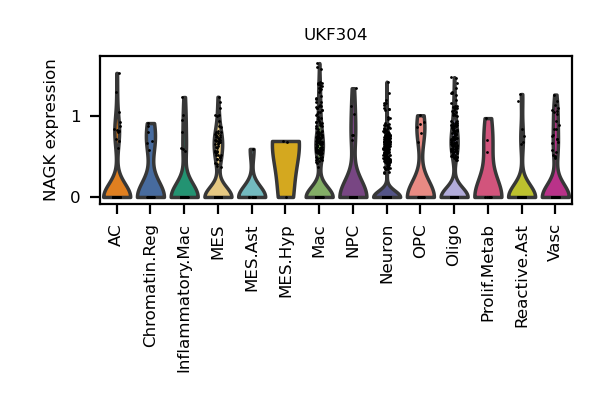 UKF304
NAGK expression
1
0
AC
Chromatin.Reg
Inflammatory.Mac
MES
MES.Ast
MES.Hyp
Mac
NPC
Neuron
OPC
Oligo
Prolif.Metab
Reactive.Ast
Vasc